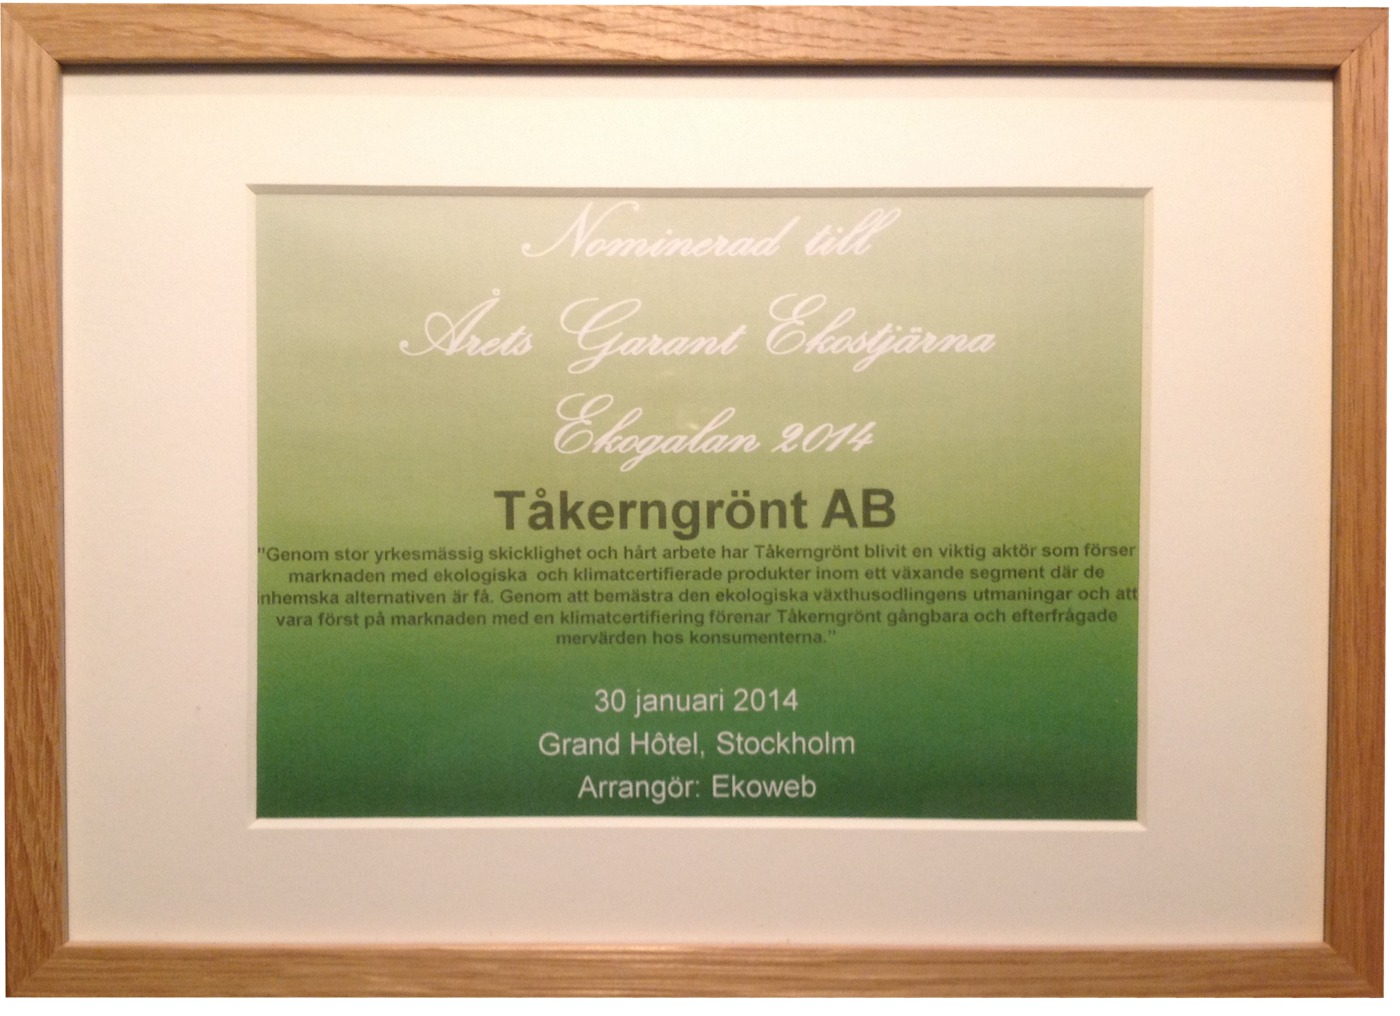 Nominerad till
Årets Garant Ekostjärna
Ekogalan 2014
Tåkerngrönt AB
"Genom stor yrkesmässig skicklighet och hårt arbete har Tåkerngrönt blivit en viktig aktör som förser
marknaden med ekologiska och klimatcertifierade produkter inom ett växande segment där de
nhemska alternativen är få. Genom att bemästra den ekologiska växthusodlingens utmaningar och att
vara först på marknaden med en klimatcertifiering förenar Tåkerngrönt gångbara och efterfrågade
mervärden hos konsumenterna."
30 januari 2014
Grand Hôtel, Stockholm
Arrangör: Ekoweb